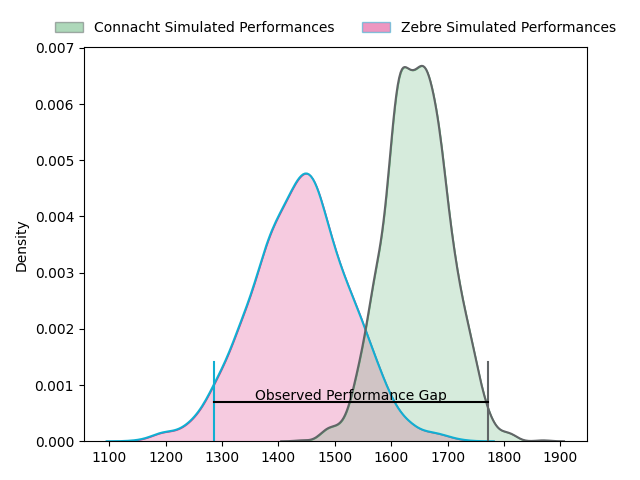 Connacht Simulated Performances Zebre Simulated Performances
0.007
0.006
0.005
0.004
0.003
0.002
0.001
0.000
Density
Observed Performance Gap
1100 1200 1300 1400 1500 1600 1700 1800 1900